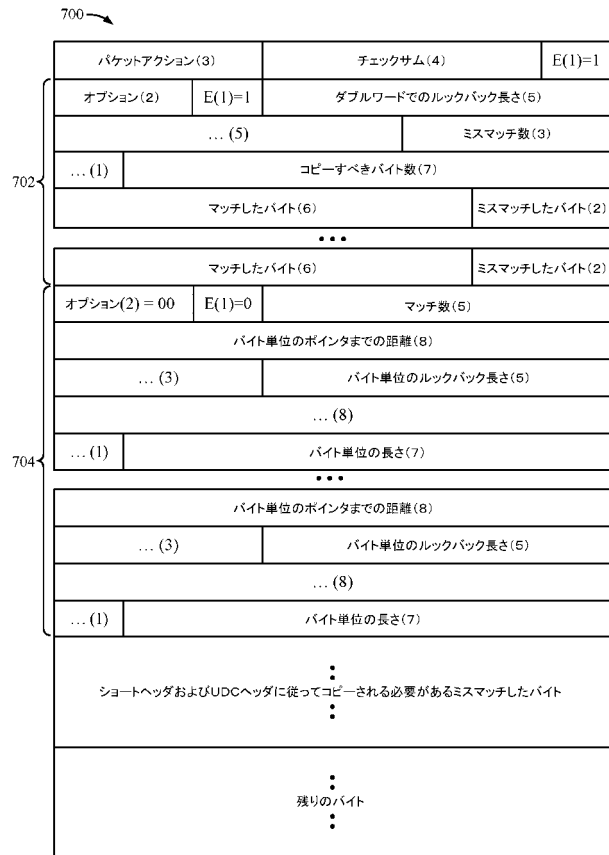 700
パケットアクション(3) チェックサム(4) E(1)=1
オプション(2) E(1)=1 ダブルワードでのルックバック長さ(5)
... (5) ミスマッチ数(3)
... (1) コピーすべきバイト数(7)
702
マッチしたバイト(6) ミスマッチしたバイト(2)
•••
マッチしたバイト(6) ミスマッチしたバイト(2)
オプション(2) = 00 E(1)=0 マッチ数(5)
バイト単位のポインタまでの距離(8)
... (3) バイト単位のルックバック長さ(5)
... (8)
704
... (1) バイト単位の長さ(7)
•••
バイト単位のポインタまでの距離(8)
... (3) バイト単位のルックバック長さ(5)
... (8)
... (1) バイト単位の長さ(7)
ショートヘッダおよびUDCヘッダに従ってコピーされる必要があるミスマッチしたバイト
残りのバイト